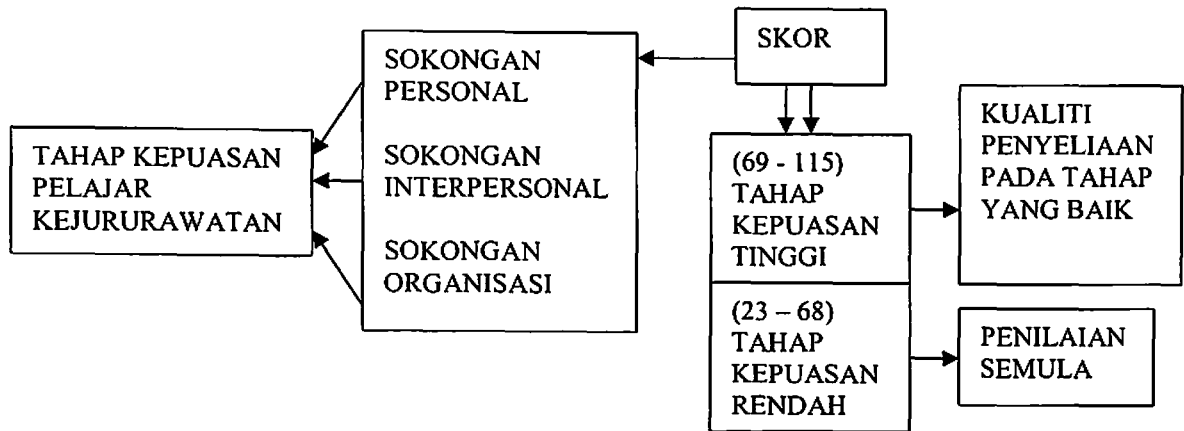 TAHAP KEPUASAN
PELAJAR
KEJURURAWATAN
SOKONGAN
PERSONAL
SOKONGAN
INTERPERSONAL
SOKONGAN
ORGANISASI
SKOR
(69 - 115)
TAHAP
KEPUASAN
TINGGI
(23 – 68)
TAHAP
KEPUASAN
RENDAH
KUALITI
PENYELIAAN
PADA TAHAP
YANG BAIK
PENILAIAN
SEMULA